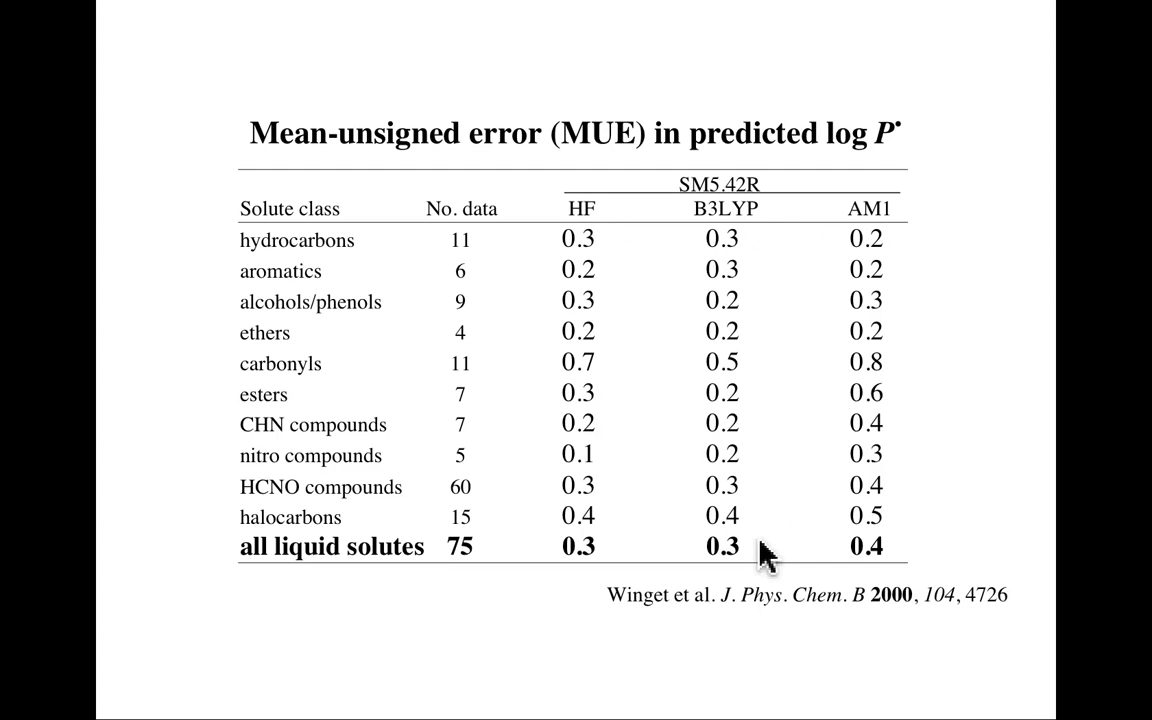 Mean-unsigned error (MUE) in predicted log P•
SM5.42R
Solute class No. data HF B3LYP AM1
hydrocarbons 11 0.3 0.3 0.2
aromatics 6 0.2 0.3 0.2
alcohols/phenols 9 0.3 0.2 0.3
ethers 4 0.2 0.2 0.2
carbonyls 11 0.7 0.5 0.8
esters 7 0.3 0.2 0.6
CHN compounds 7 0.2 0.2 0.4
nitro compounds 5 0.1 0.2 0.3
HCNO compounds 60 0.3 0.3 0.4
halocarbons 15 0.4 0.4 0.5
all liquid solutes 75 0.3 0.3 0.4
Winget et al. J. Phys. Chem. B 2000, 104, 4726